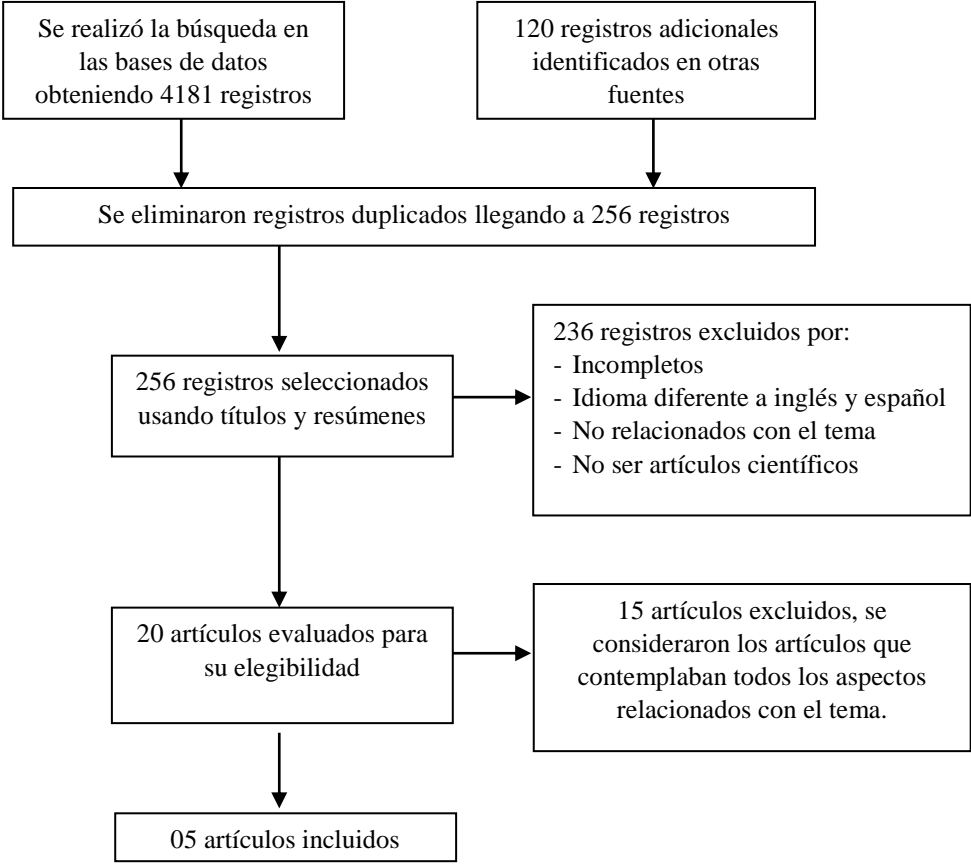 Se realizó la búsqueda en
las bases de datos
obteniendo 4181 registros
120 registros adicionales
identificados en otras
fuentes
Se eliminaron registros duplicados llegando a 256 registros
256 registros seleccionados
usando títulos y resúmenes
236 registros excluidos por:
- Incompletos
- Idioma diferente a inglés y español
- No relacionados con el tema
- No ser artículos científicos
20 artículos evaluados para
su elegibilidad
15 artículos excluidos, se
consideraron los artículos que
contemplaban todos los aspectos
relacionados con el tema.
05 artículos incluidos